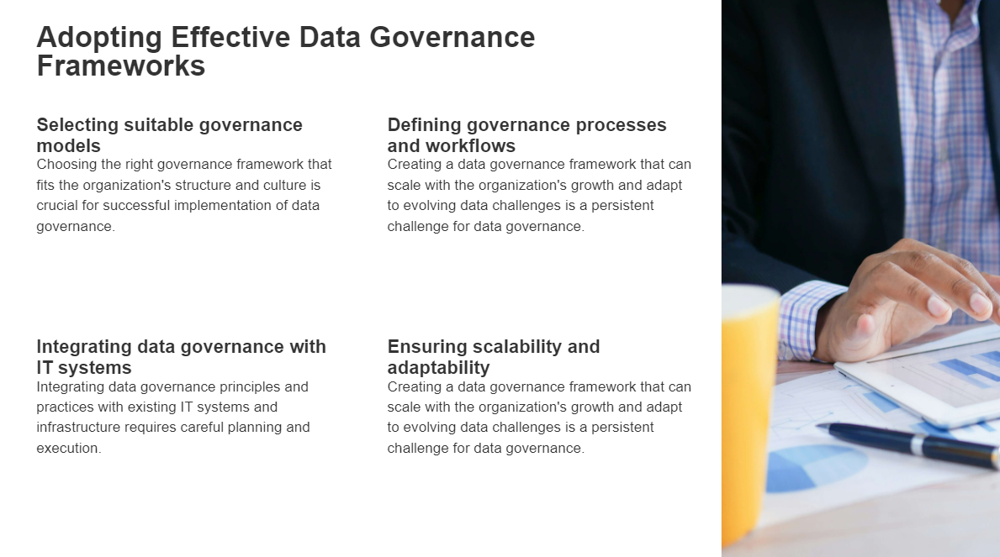 Adopting Effective Data Governance
Frameworks
Selecting suitable governance
models
Choosing the right governance framework that
fits the organization's structure and culture is
crucial for successful implementation of data
governance.
Defining governance processes
and workflows
Creating a data governance framework that can
scale with the organization's growth and adapt
to evolving data challenges is a persistent
challenge for data governance.
Integrating data governance with
IT systems
Integrating data governance principles and
practices with existing IT systems and
infrastructure requires careful planning and
execution.
Ensuring scalability and
adaptability
Creating a data governance framework that can
scale with the organization's growth and adapt
to evolving data challenges is a persistent
challenge for data governance.